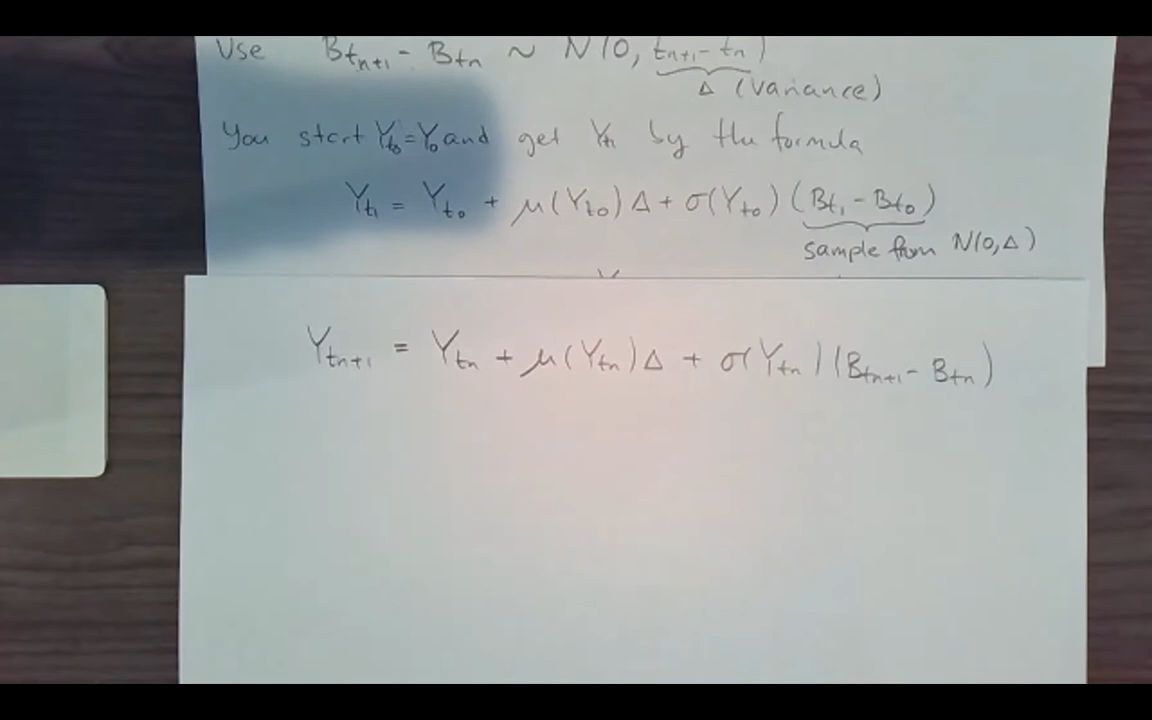 Use B_{t_{n+1}} - B_{t_n} ~ N(0, t_{n+1} - t_n)
Δ (variance)
You start Y_{t_0} = Y_0 and get Y_{t_1} by the formula
Y_{t_1} = Y_{t_0} + μ(Y_{t_0})Δ + σ(Y_{t_0})(B_{t_1} - B_{t_0})
sample from N(0,Δ)
Y_{t_{n+1}} = Y_{t_n} + μ(Y_{t_n})Δ + σ(Y_{t_n})(B_{t_{n+1}} - B_{t_n})